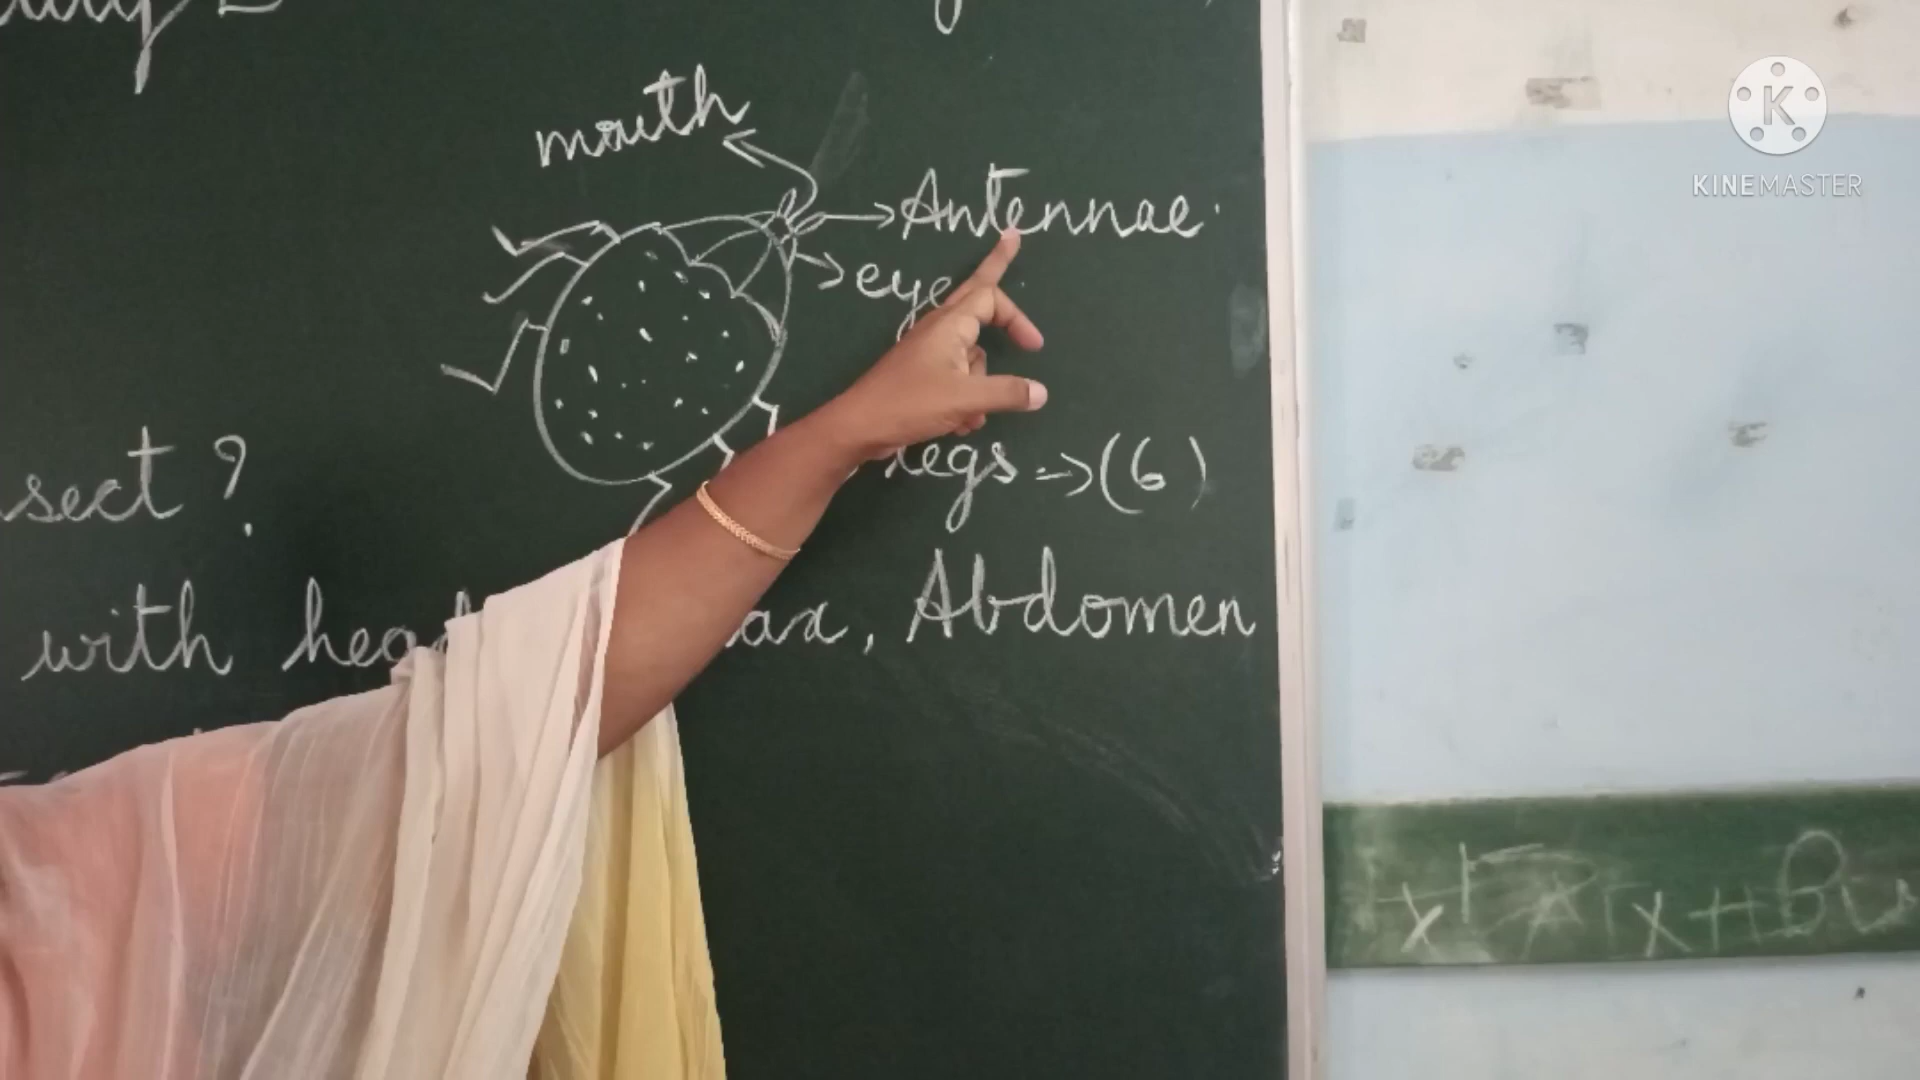 mouth
Antennae.
eye
legs => (6)
sect ?
with head ax, Abdomen
KINEMASTER